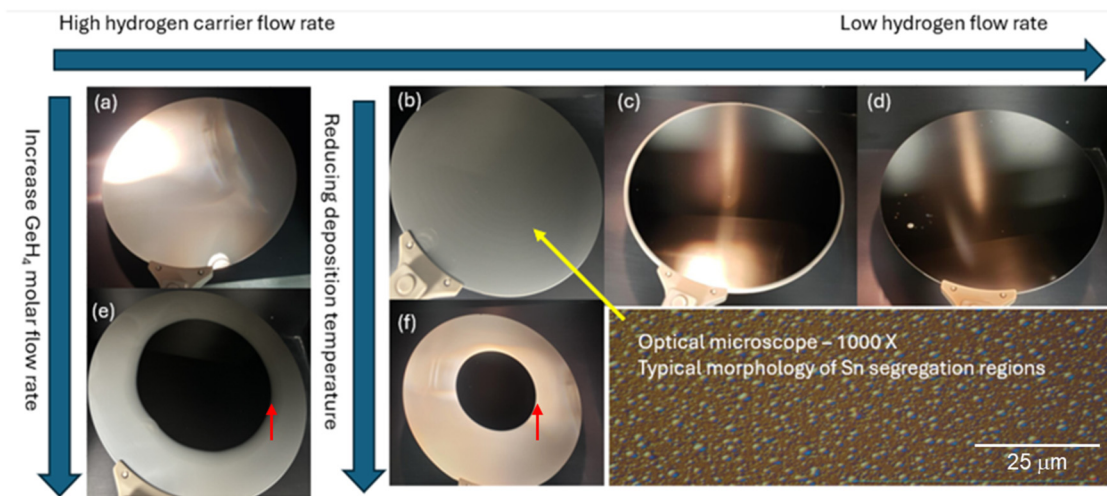 High hydrogen carrier flow rate
Low hydrogen flow rate
Increase GeH₄ molar flow rate
(a)
Reducing deposition temperature
(b)
(c)
(d)
(e)
(f)
Optical microscope – 1000 X
Typical morphology of Sn segregation regions
25 μm